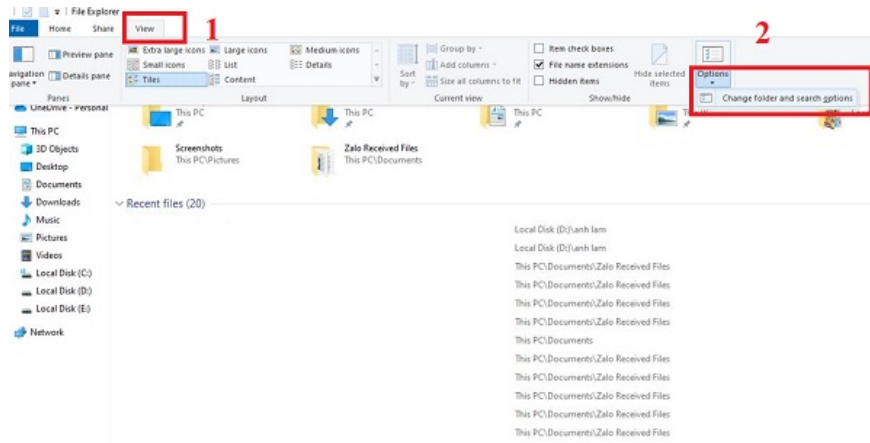 File Explorer
File Home Share View 1
2
Preview pane
Details pane
pane
Panes
Extra large icons Large icons Medium icons
Small icons List Details
Tiles Content
Layout
Sort by
Group by
Add columns
Size all columns to fit
Current view
Item check boxes
File name extensions
Hidden items
Hide selected items
Show/hide
Options
Change folder and search options
OneDrive - Personal
This PC
3D Objects
Desktop
Documents
Downloads
Music
Pictures
Videos
Local Disk (C:)
Local Disk (D:)
Local Disk (E:)
Network
This PC This PC This PC
Screenshots
This PC\Pictures
Zalo Received Files
This PC\Documents
Recent files (20)
Local Disk (D:)\anh lam
Local Disk (D:)\anh lam
This PC\Documents\Zalo Received Files
This PC\Documents\Zalo Received Files
This PC\Documents\Zalo Received Files
This PC\Documents\Zalo Received Files
This PC\Documents
This PC\Documents\Zalo Received Files
This PC\Documents\Zalo Received Files
This PC\Documents\Zalo Received Files
This PC\Documents\Zalo Received Files
This PC\Documents\Zalo Received Files